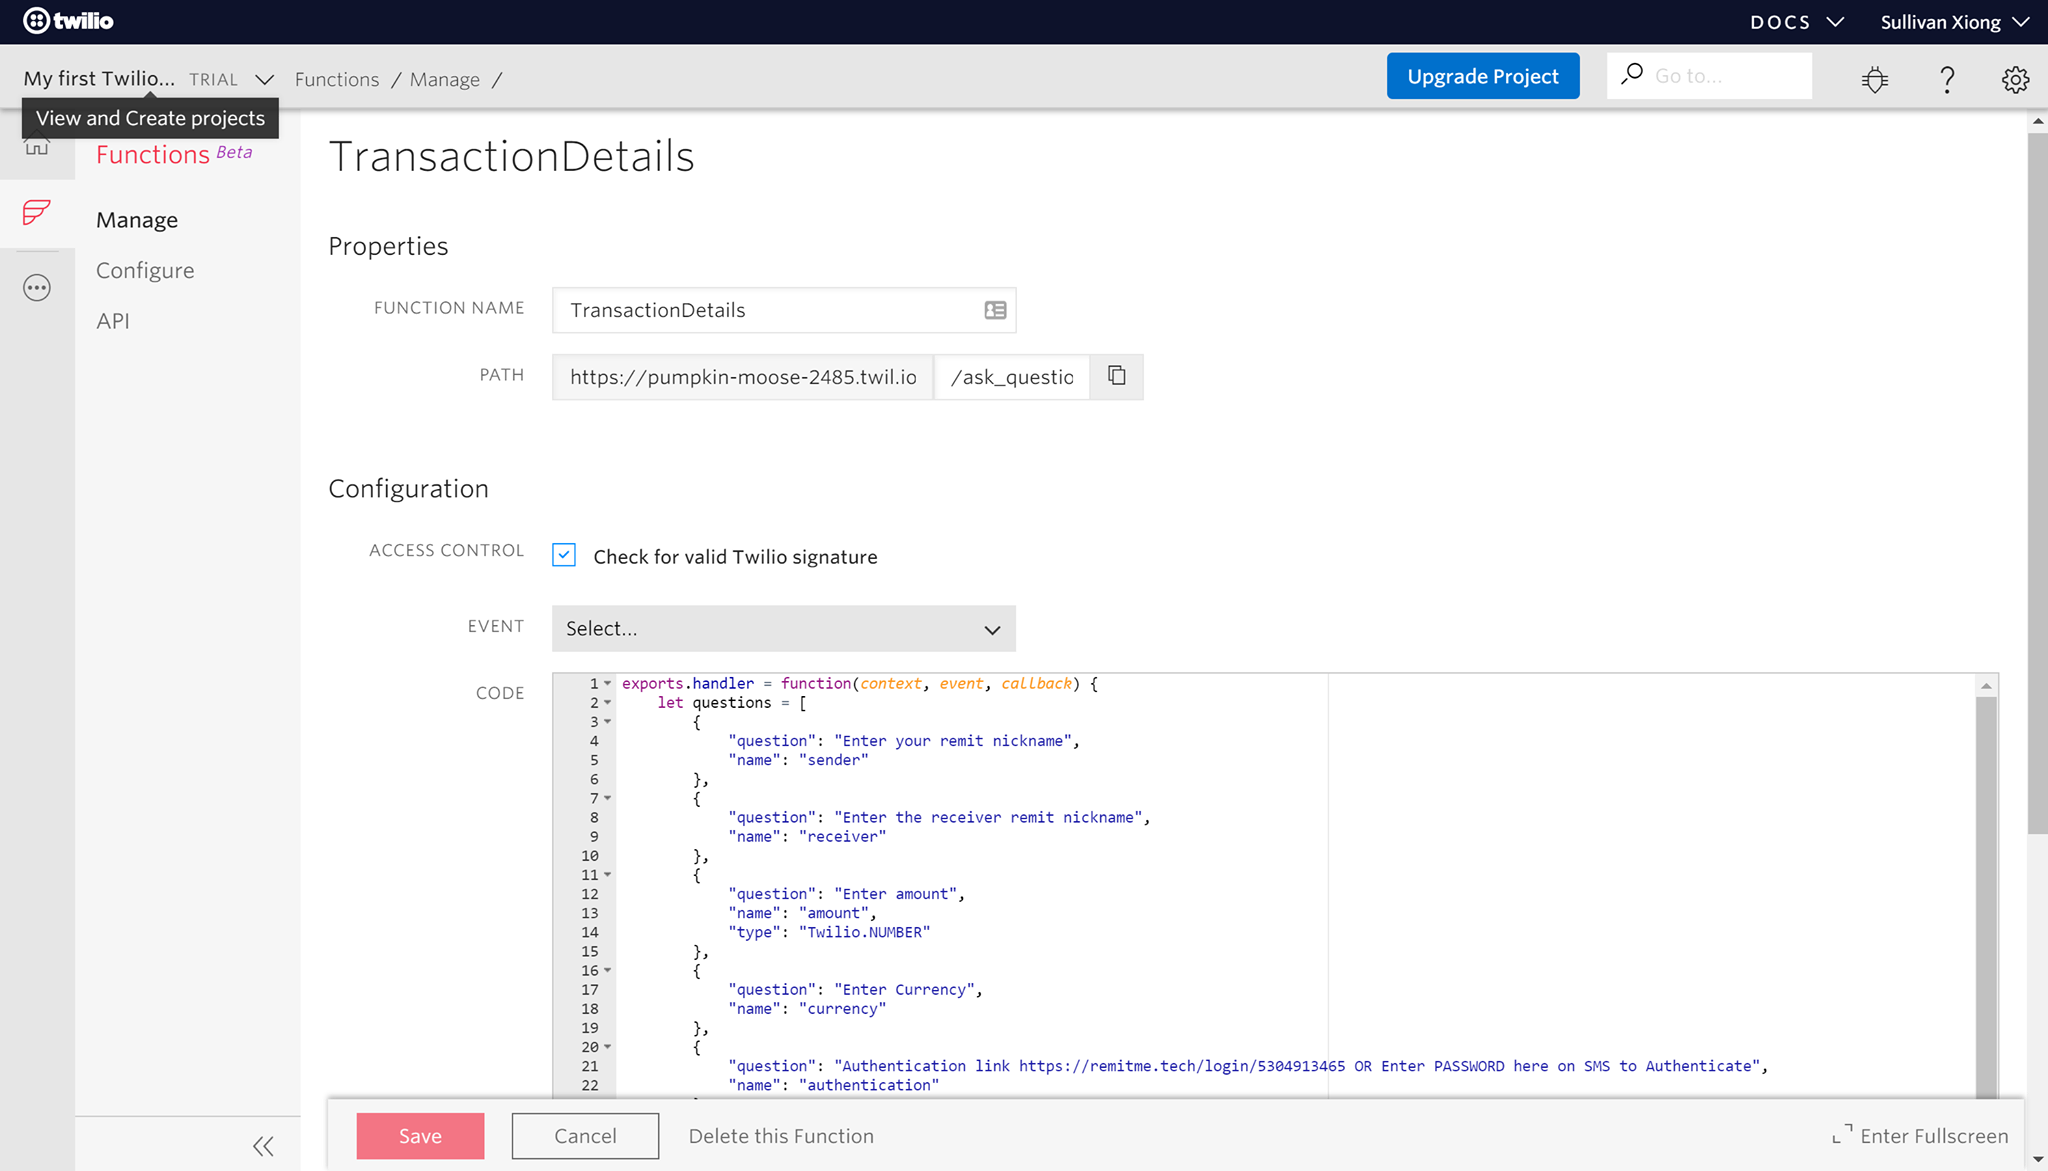 twilio
DOCS
Sullivan Xiong
My first Twilio... TRIAL
Functions / Manage /
Upgrade Project
Go to...
View and Create projects
Functions Beta
Manage
Configure
API
TransactionDetails
Properties
FUNCTION NAME
TransactionDetails
PATH
https://pumpkin-moose-2485.twil.io
/ask_questio
Configuration
ACCESS CONTROL
Check for valid Twilio signature
EVENT
Select...
CODE
1 exports.handler = function(context, event, callback) {
2 let questions = [
3 {
4 "question": "Enter your remit nickname",
5 "name": "sender"
6 },
7 {
8 "question": "Enter the receiver remit nickname",
9 "name": "receiver"
10 },
11 {
12 "question": "Enter amount",
13 "name": "amount",
14 "type": "Twilio.NUMBER"
15 },
16 {
17 "question": "Enter Currency",
18 "name": "currency"
19 },
20 {
21 "question": "Authentication link https://remitme.tech/login/5304913465 OR Enter PASSWORD here on SMS to Authenticate",
22 "name": "authentication"
Save
Cancel
Delete this Function
Enter Fullscreen